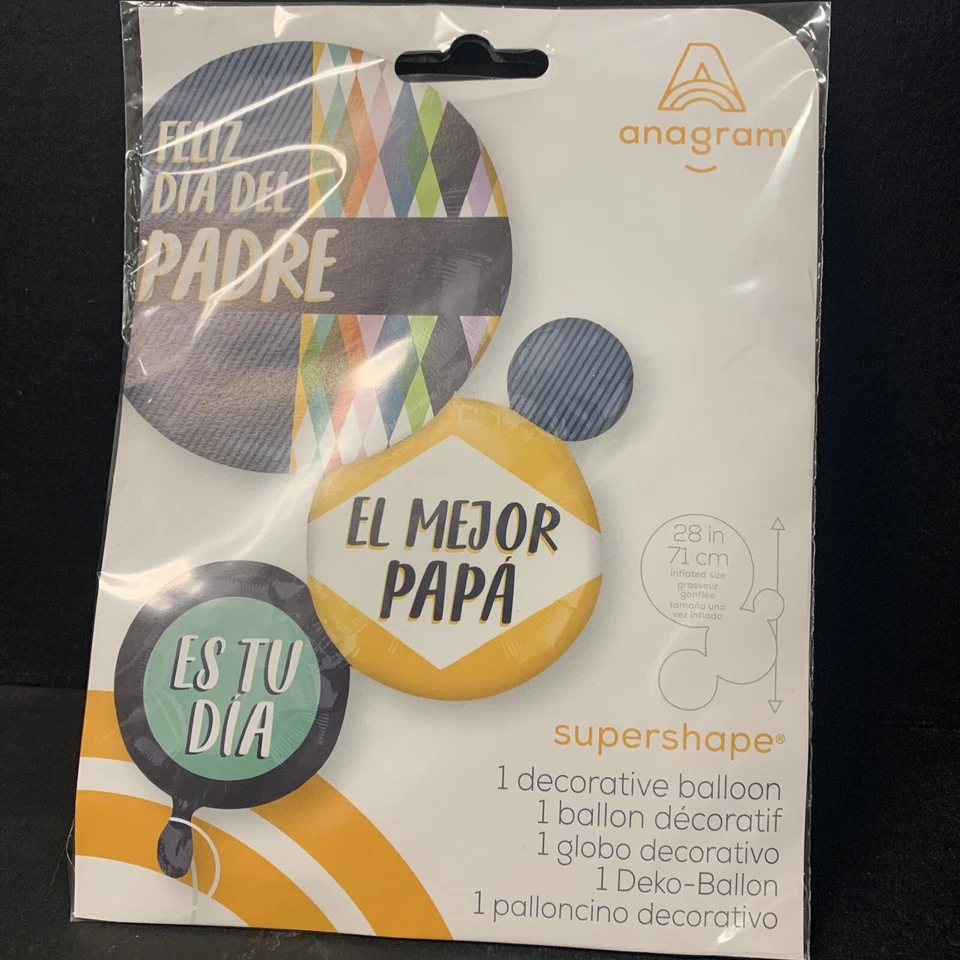 FELIZ
DÍA DEL
PADRE
anagram
EL MEJOR
PAPÁ
ES TU
DÍA
28 in
71 cm
inflated size
grosseur
gonflée
tamaño una
vez inflado
supershape®
1 decorative balloon
1 ballon décoratif
1 globo decorativo
1 Deko-Ballon
1 palloncino decorativo